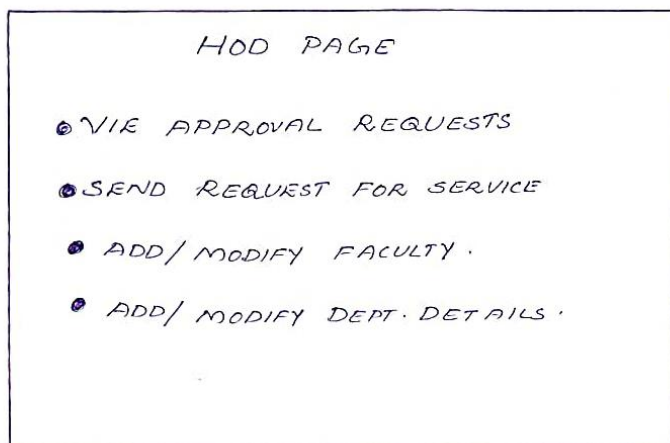 HOD PAGE
VIE APPROVAL REQUESTS
SEND REQUEST FOR SERVICE
ADD/ MODIFY FACULTY.
ADD/ MODIFY DEPT. DETAILS.